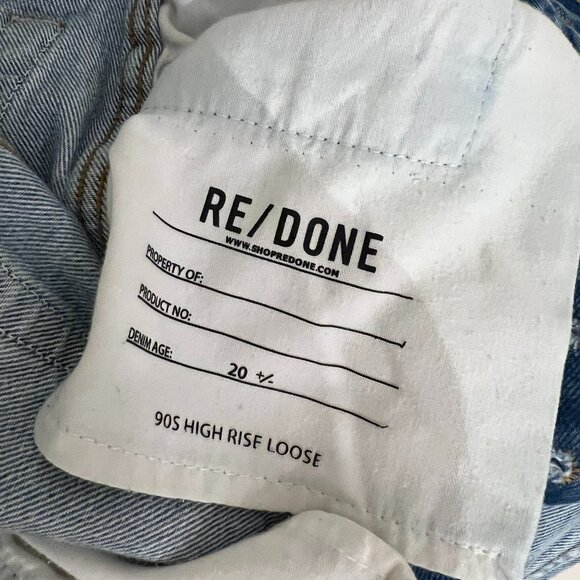 RE/DONE
WWW.SHOPREDONE.COM
PROPERTY OF:
PRODUCT NO:
DENIM AGE: 20 +/-
90S HIGH RISE LOOSE